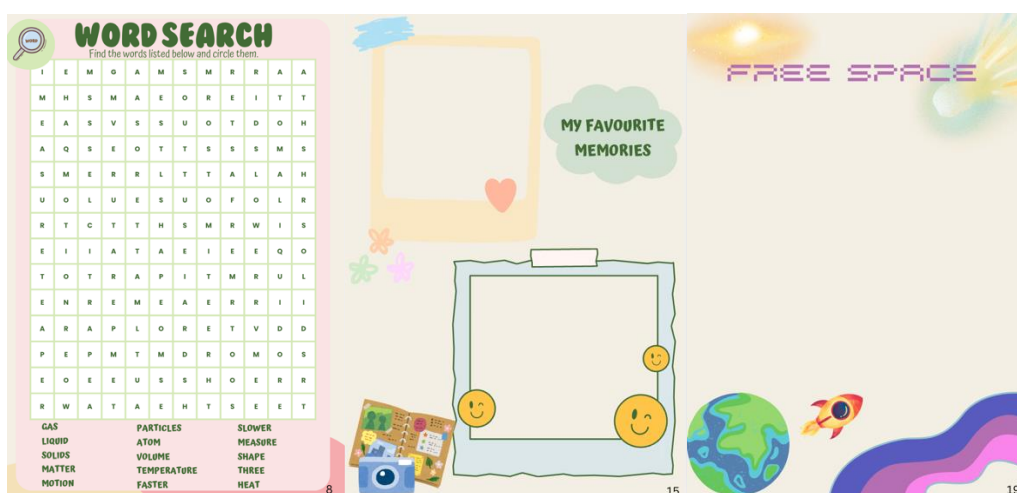 WORDS
WORD SEARCH
Find the words listed below and circle them.
I E M G A M S M R R A A
M H S M A E O R E I T T
E A S V S S U O T D O H
A Q S E O T T S S S M S
S M E R R L T T A L A H
U O L U E S U O F O L R
R T C T T H S M R W I S
E I I A T A E I E E Q O
T O T R A P I T M R U L
E N R E M E A E R R I I
A R A P L O R E T V D D
P E P M T M D R O M O S
E O E E U S S H O E R R
R W A T A E H T S E E T
GAS PARTICLES SLOWER
LIQUID ATOM MEASURE
SOLIDS VOLUME SHAPE
MATTER TEMPERATURE THREE
MOTION FASTER HEAT
8
MY FAVOURITE
MEMORIES
15
FREE SPACE
19